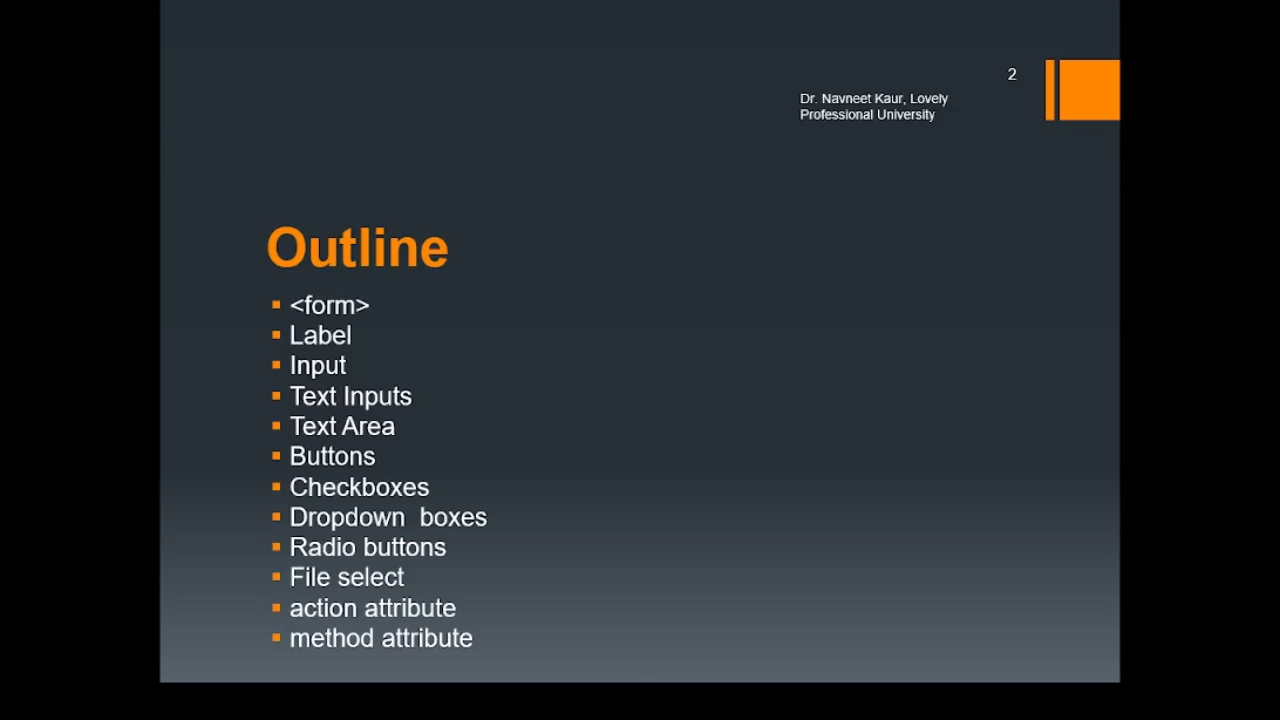 2
Dr. Navneet Kaur, Lovely
Professional University
Outline
<form>
Label
Input
Text Inputs
Text Area
Buttons
Checkboxes
Dropdown  boxes
Radio buttons
File select
action attribute
method attribute